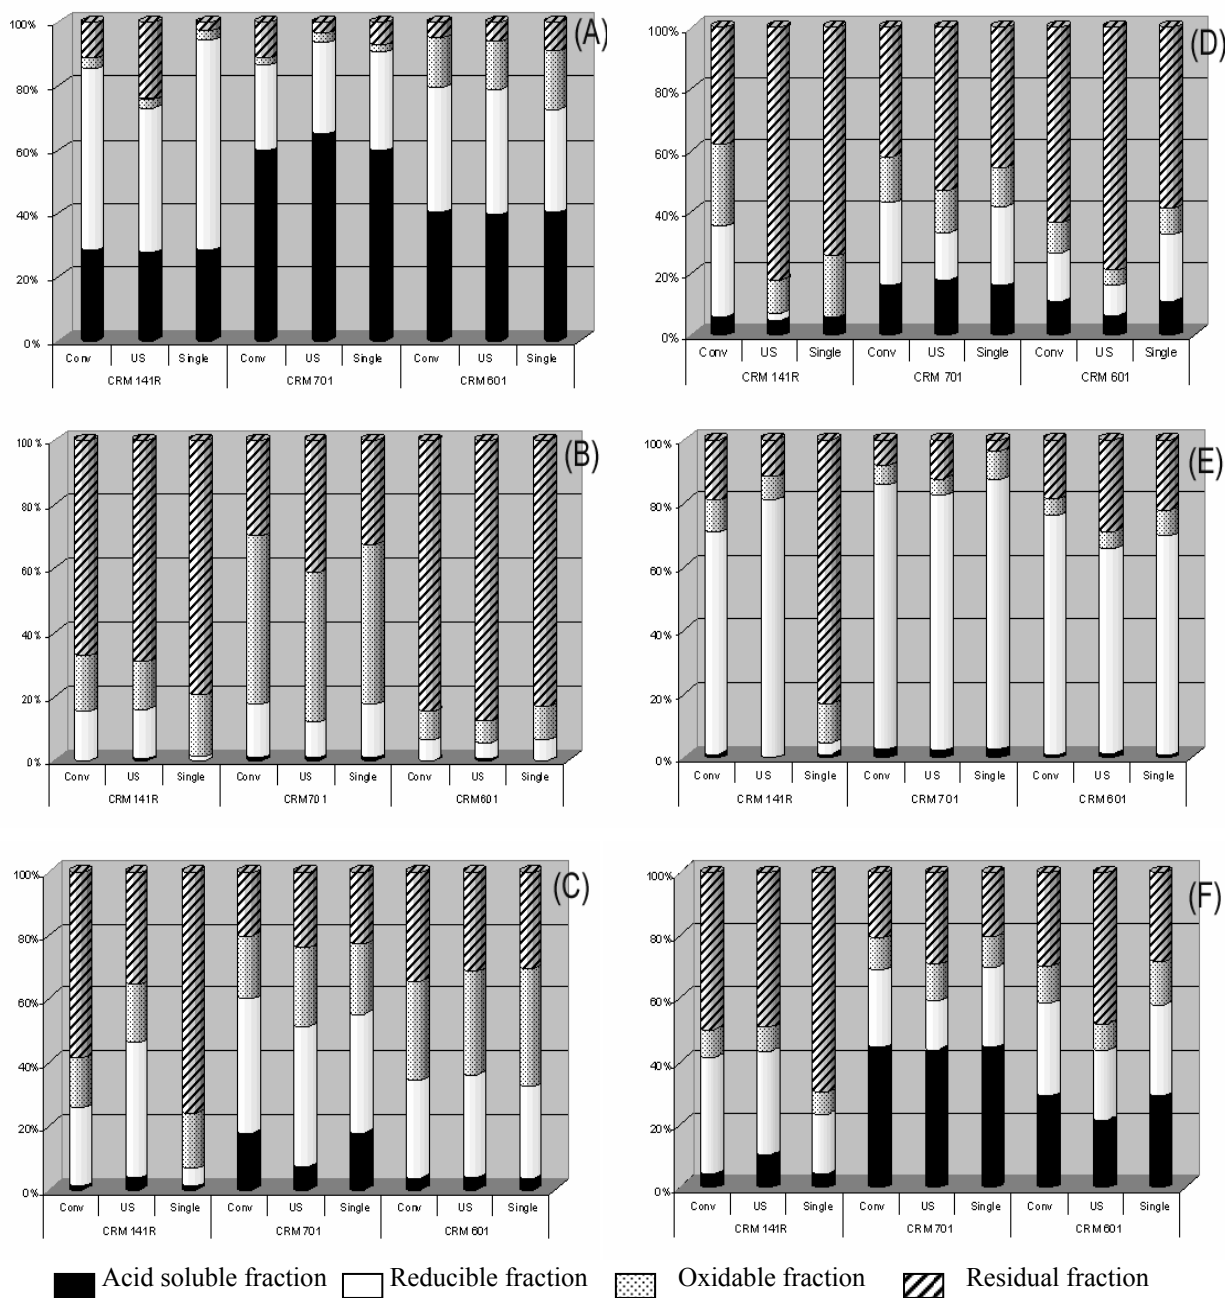 (A)
100%
80%
60%
40%
20%
0%
Conv US Single Conv US Single Conv US Single
CRM 141R CRM 701 CRM 601
(D)
100%
80%
60%
40%
20%
0%
Conv US Single Conv US Single Conv US Single
CRM 141R CRM 701 CRM 601
(B)
100%
80%
60%
40%
20%
0%
Conv US Single Conv US Single Conv US Single
CRM 141R CRM701 CRM601
(E)
100%
80%
60%
40%
20%
0%
Conv US Single Conv US Single Conv US Single
CRM 141R CRM 701 CRM601
(C)
100%
80%
60%
40%
20%
0%
Conv US Single Conv US Single Conv US Single
CRM 141R CRM701 CRM 601
(F)
100%
80%
60%
40%
20%
0%
Conv US Single Conv US Single Conv US Single
CRM 141R CRM701 CRM601
Acid soluble fraction Reducible fraction Oxidable fraction Residual fraction